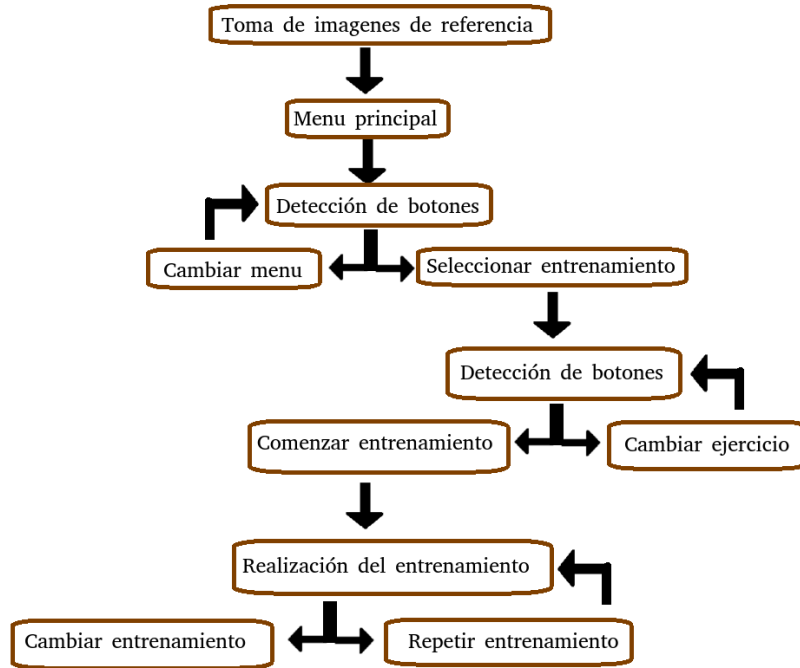 Toma de imagenes de referencia
Menu principal
Detección de botones
Cambiar menu
Seleccionar entrenamiento
Detección de botones
Comenzar entrenamiento
Cambiar ejercicio
Realización del entrenamiento
Cambiar entrenamiento
Repetir entrenamiento